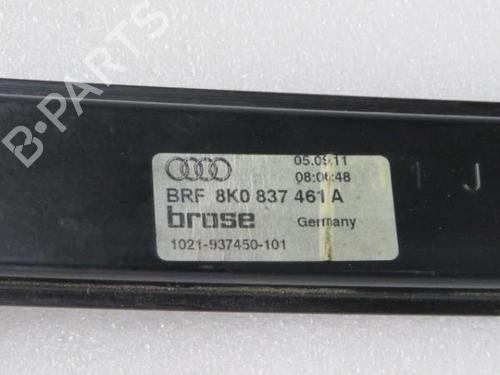 B-PARTS
05.09.11
08:06:48
BRF 8K0 837 461 A
brose Germany
1021-937450-101
1 J